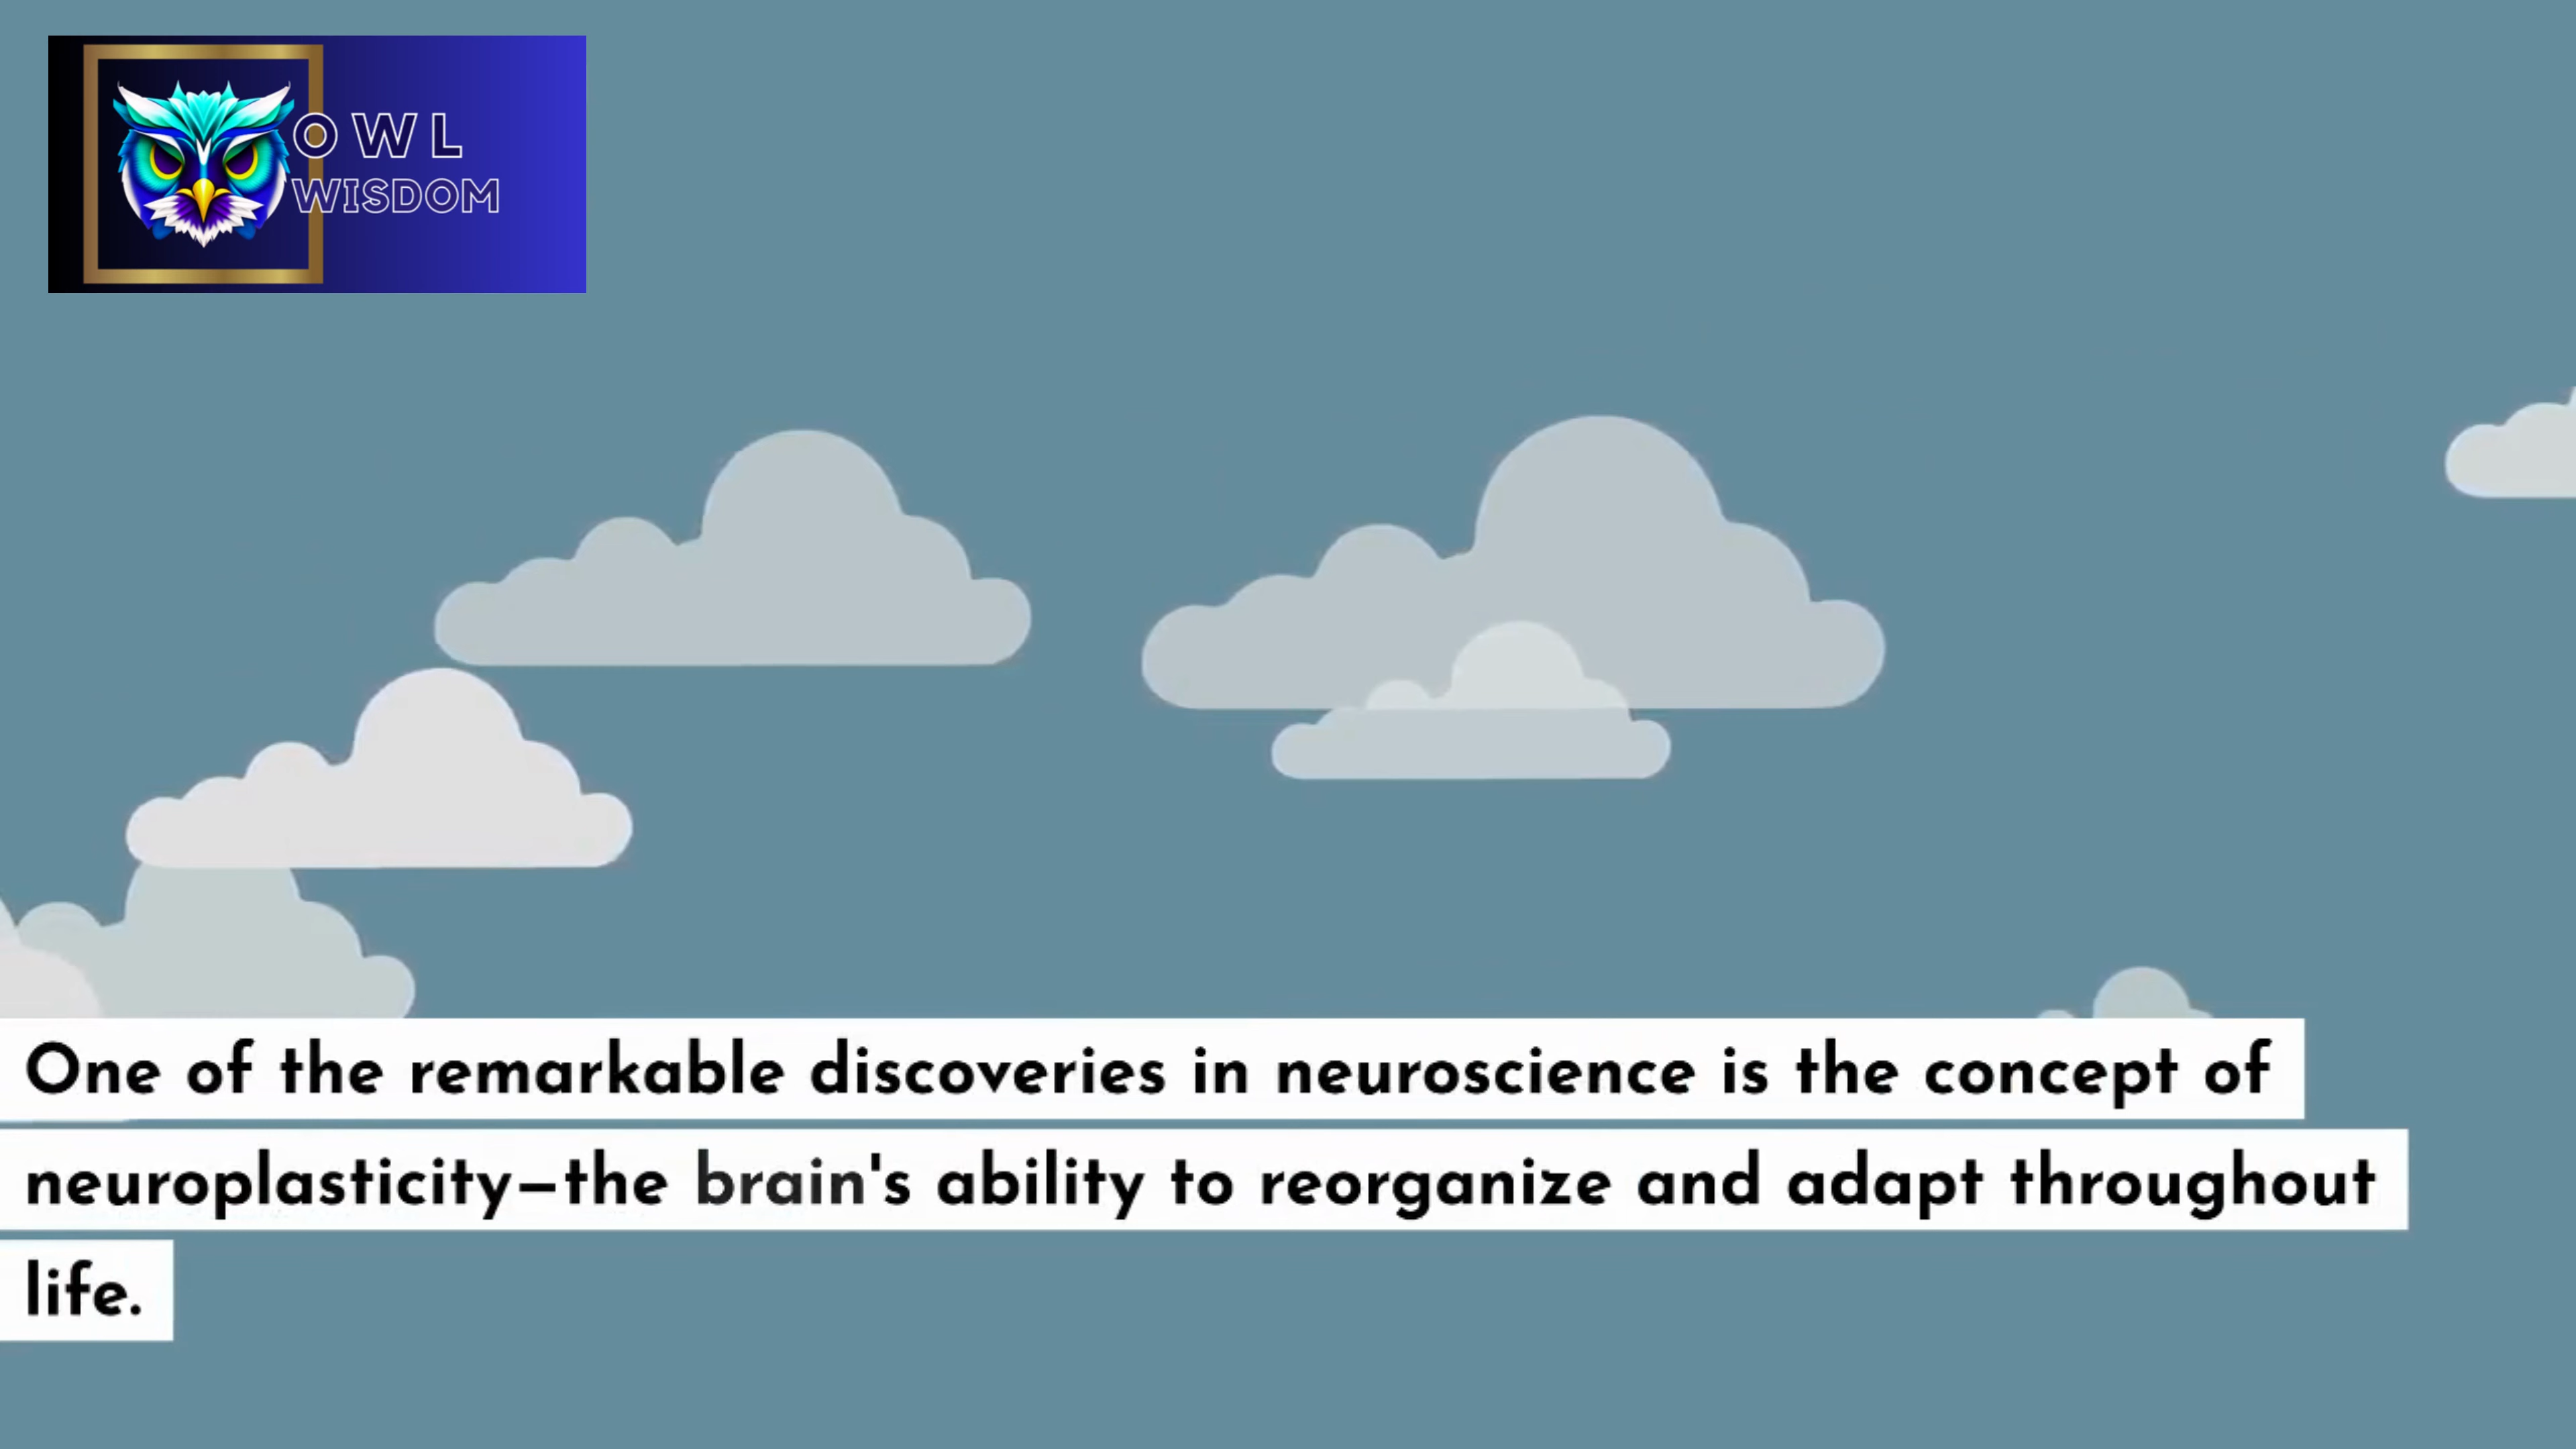 OWL
WISDOM
One of the remarkable discoveries in neuroscience is the concept of
neuroplasticity—the brain's ability to reorganize and adapt throughout
life.